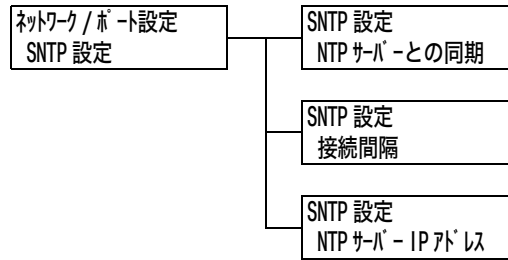 ﾈｯﾄﾜｰｸ / ﾎﾟｰﾄ設定
SNTP 設定
SNTP 設定
NTP ｻｰﾊﾞｰとの同期
SNTP 設定
接続間隔
SNTP 設定
NTP ｻｰﾊﾞｰ IP ｱﾄﾞﾚｽ